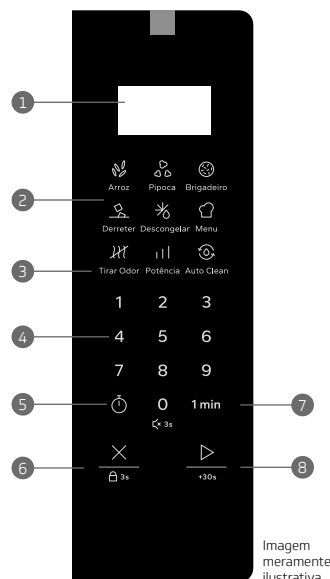 1
Arroz Pipoca Brigadeiro
2
Derreter Descongelar Menu
3
Tirar Odor Potência Auto Clean
1 2 3
4
4 5 6
7 8 9
5
0 1 min
7
3s
6
8
3s +30s
Imagem
meramente
ilustrativa